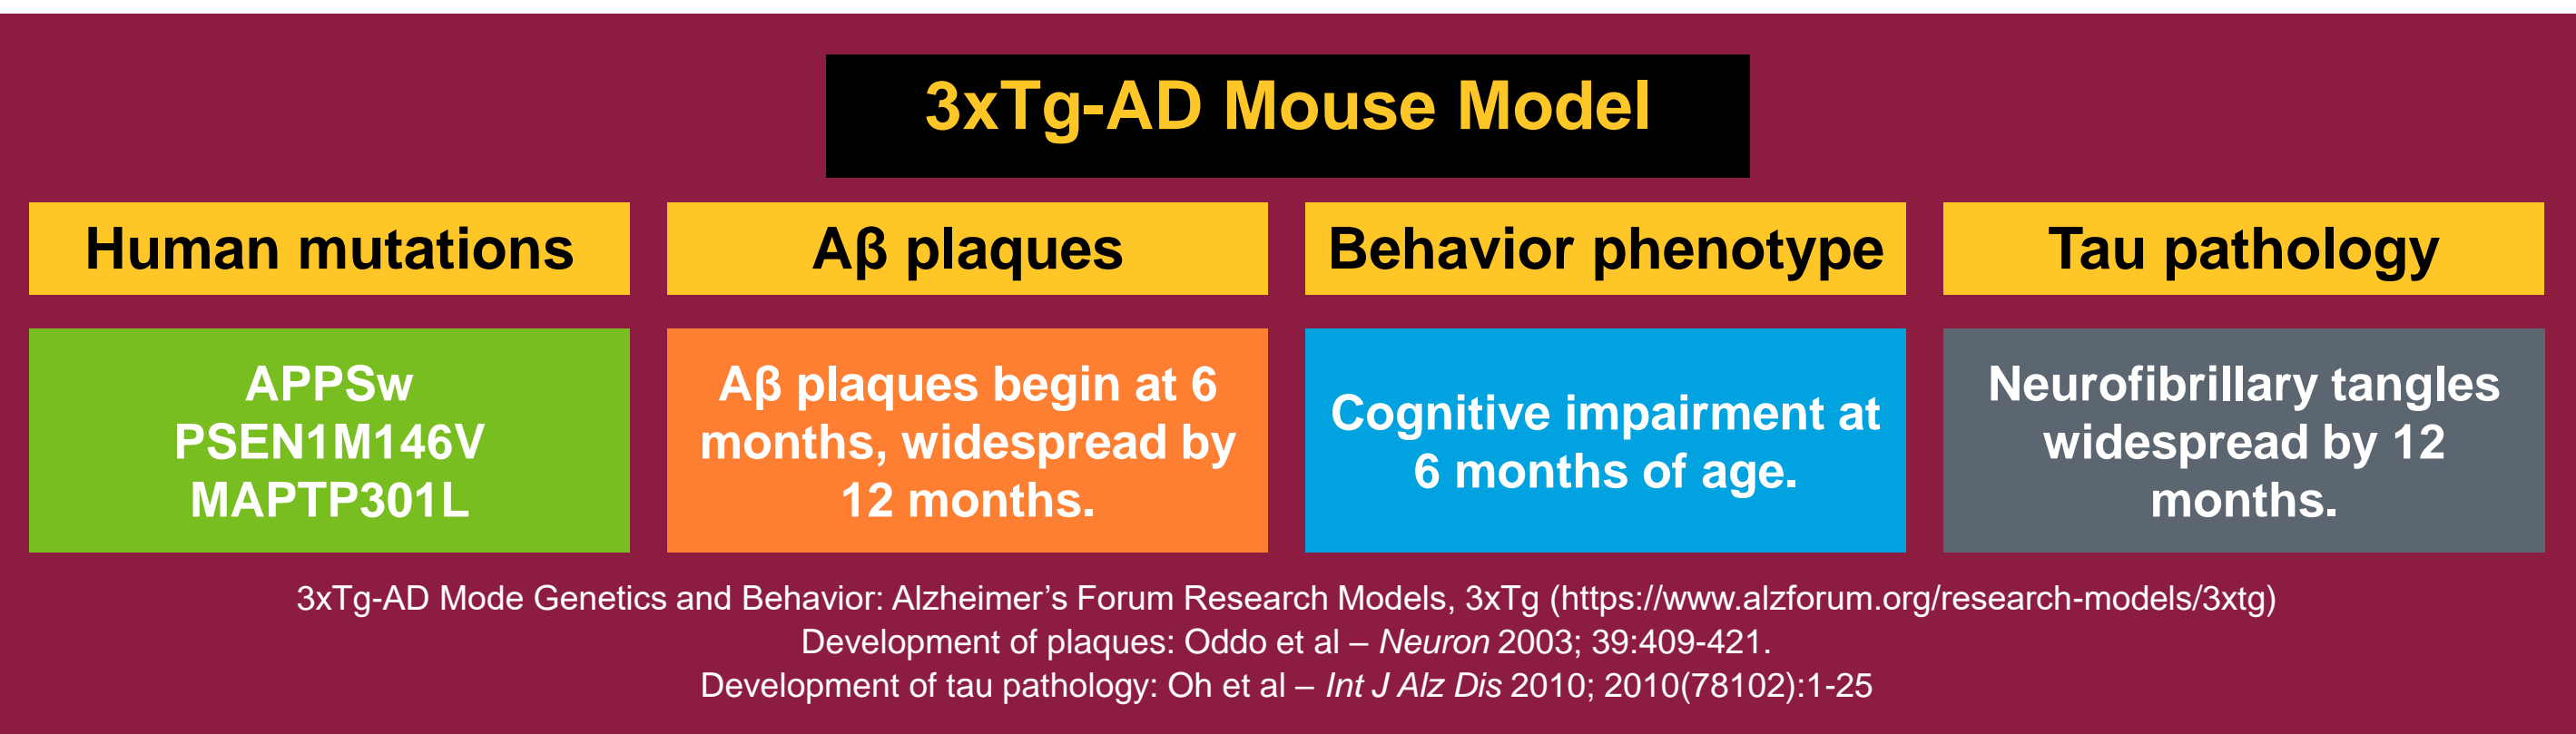 3xTg-AD Mouse Model
Human mutations
Aβ plaques
Behavior phenotype
Tau pathology
APPSw
PSEN1M146V
MAPTP301L
Aβ plaques begin at 6
months, widespread by
12 months.
Cognitive impairment at
6 months of age.
Neurofibrillary tangles
widespread by 12
months.
3xTg-AD Mode Genetics and Behavior: Alzheimer’s Forum Research Models, 3xTg (https://www.alzforum.org/research-models/3xtg)
Development of plaques: Oddo et al – Neuron 2003; 39:409-421.
Development of tau pathology: Oh et al – Int J Alz Dis 2010; 2010(78102):1-25